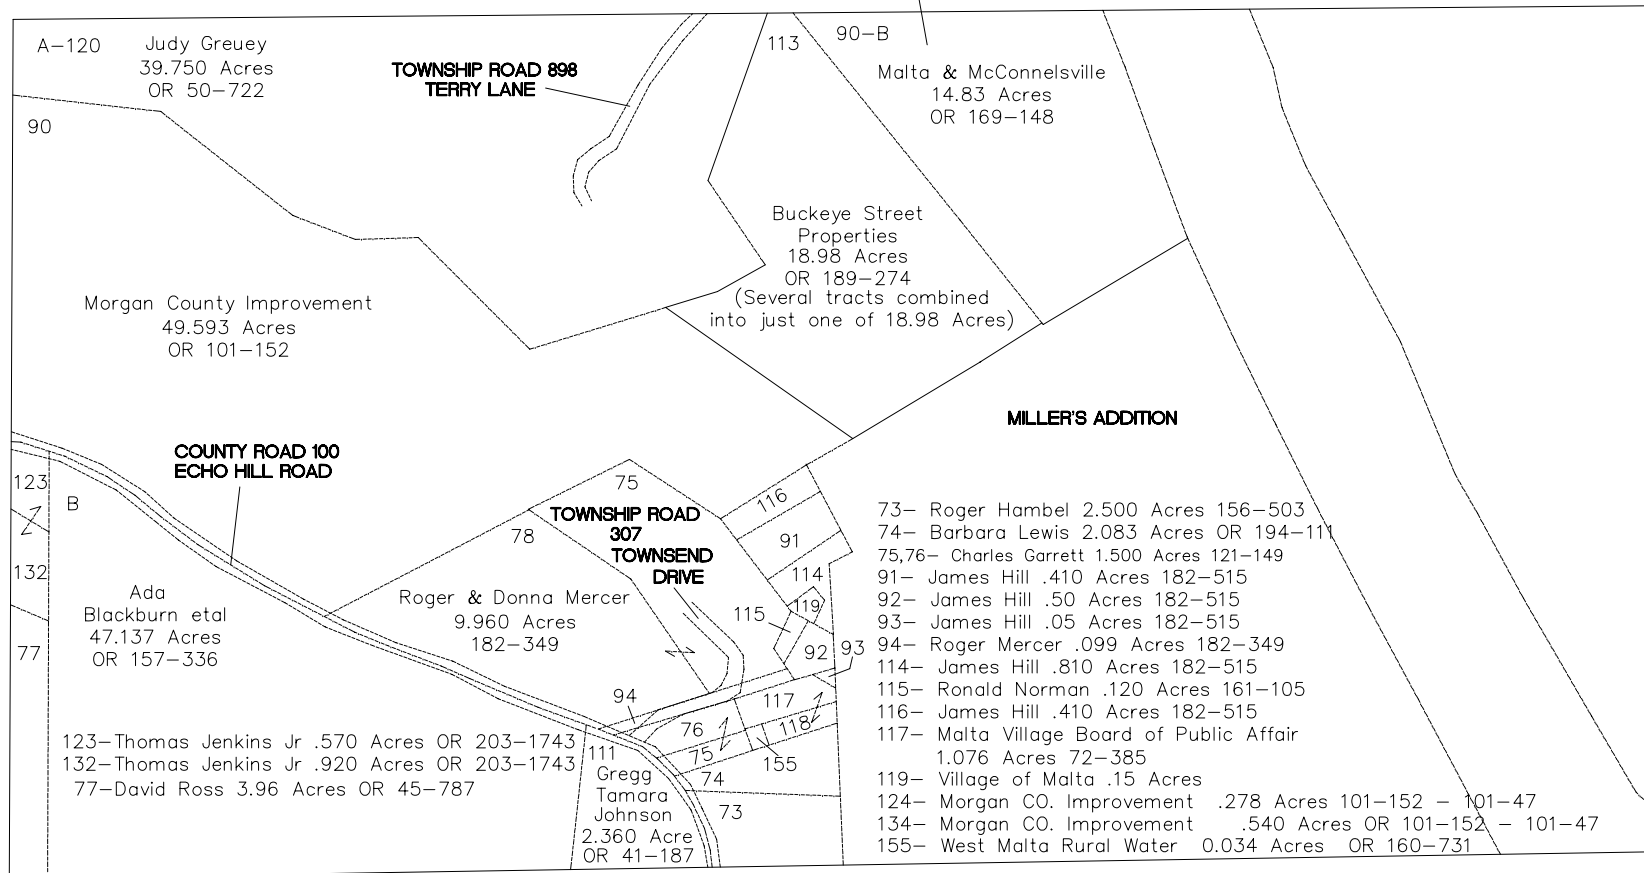 A-120
Judy Greuey
39.750 Acres
OR 50-722
TOWNSHIP ROAD 898
TERRY LANE
113
90-B
Malta & McConnelsville
14.83 Acres
OR 169-148
90
Buckeye Street
Properties
18.98 Acres
OR 189-274
(Several tracts combined
into just one of 18.98 Acres)
Morgan County Improvement
49.593 Acres
OR 101-152
MILLER'S ADDITION
COUNTY ROAD 100
ECHO HILL ROAD
123
B
132
77
Ada
Blackburn etal
47.137 Acres
OR 157-336
75
78
TOWNSHIP ROAD
307
TOWNSEND
DRIVE
Roger & Donna Mercer
9.960 Acres
182-349
116
91
114
119
115
92
93
94
117
76
118
75
155
74
73
111
Gregg
Tamara
Johnson
2.360 Acre
OR 41-187
123-Thomas Jenkins Jr .570 Acres OR 203-1743
132-Thomas Jenkins Jr .920 Acres OR 203-1743
77-David Ross 3.96 Acres OR 45-787
73- Roger Hambel 2.500 Acres 156-503
74- Barbara Lewis 2.083 Acres OR 194-111
75,76- Charles Garrett 1.500 Acres 121-149
91- James Hill .410 Acres 182-515
92- James Hill .50 Acres 182-515
93- James Hill .05 Acres 182-515
94- Roger Mercer .099 Acres 182-349
114- James Hill .810 Acres 182-515
115- Ronald Norman .120 Acres 161-105
116- James Hill .410 Acres 182-515
117- Malta Village Board of Public Affair
1.076 Acres 72-385
119- Village of Malta .15 Acres
124- Morgan CO. Improvement .278 Acres 101-152 - 101-47
134- Morgan CO. Improvement .540 Acres OR 101-152 - 101-47
155- West Malta Rural Water 0.034 Acres OR 160-731